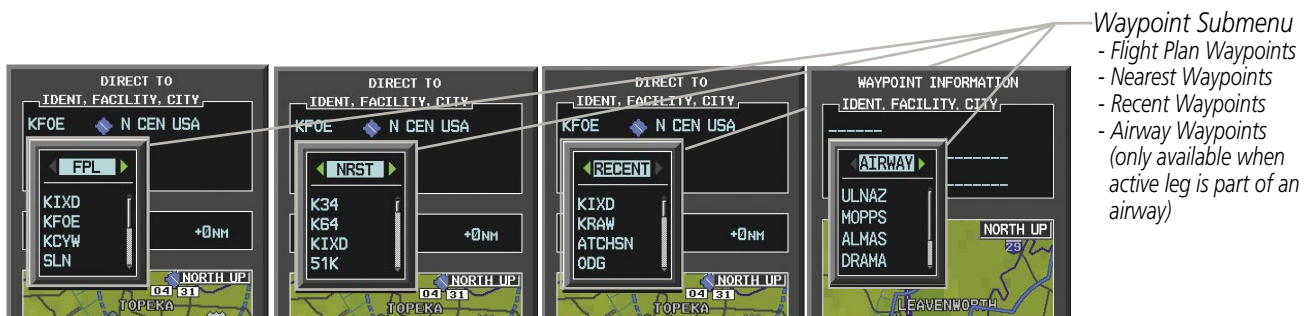 Waypoint Submenu
- Flight Plan Waypoints
- Nearest Waypoints
- Recent Waypoints
- Airway Waypoints
(only available when
active leg is part of an
airway)
DIRECT TO
IDENT, FACILITY, CITY
KFOE N CEN USA
FPL
KIXD
KFOE
KCYW
SLN
+0NM
NORTH UP
04 31
TOPEKA
DIRECT TO
IDENT, FACILITY, CITY
KFOE N CEN USA
NRST
K34
K64
KIXD
51K
+0NM
NORTH UP
04 31
TOPEKA
DIRECT TO
IDENT, FACILITY, CITY
KFOE N CEN USA
RECENT
KIXD
KRAW
ATCHSN
ODG
+0NM
NORTH UP
04 31
TOPEKA
WAYPOINT INFORMATION
IDENT, FACILITY, CITY
______
AIRWAY
ULNAZ
MOPPS
ALMAS
DRAMA
NORTH UP
29
LEAVENWORTH